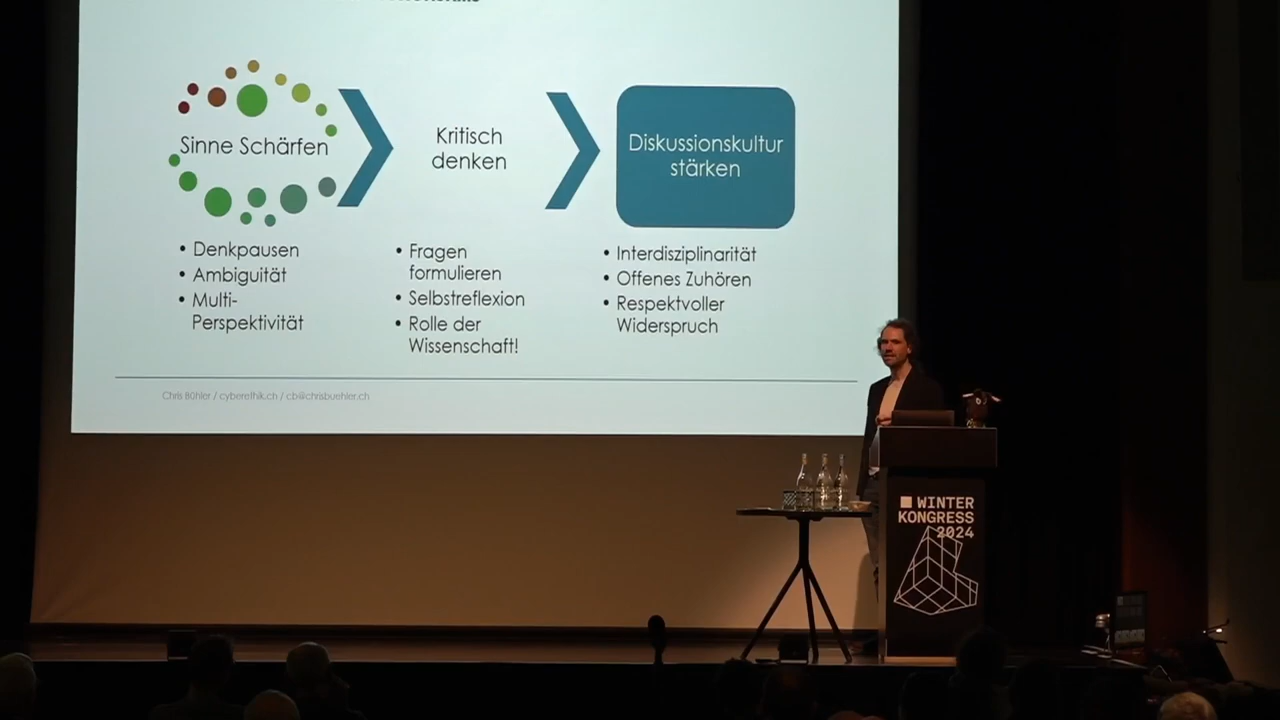 Sinne Schärfen
Kritisch
denken
Diskussionskultur
stärken
• Denkpausen
• Ambiguität
• Multi-
Perspektivität
• Fragen
formulieren
• Selbstreflexion
• Rolle der
Wissenschaft!
• Interdisziplinarität
• Offenes Zuhören
• Respektvoller
Widerspruch
Chris Bühler / cyberethik.ch / cb@chrisbuehler.ch
WINTER
KONGRESS
2024